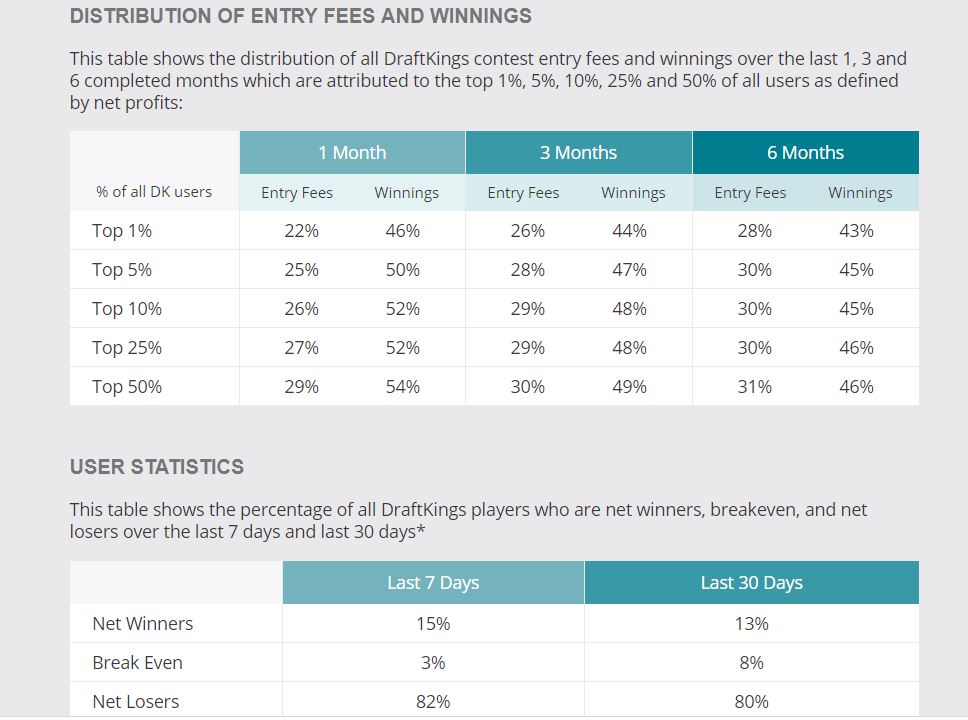 DISTRIBUTION OF ENTRY FEES AND WINNINGS
This table shows the distribution of all DraftKings contest entry fees and winnings over the last 1, 3 and
6 completed months which are attributed to the top 1%, 5%, 10%, 25% and 50% of all users as defined
by net profits:
1 Month 3 Months 6 Months
% of all DK users Entry Fees Winnings Entry Fees Winnings Entry Fees Winnings
Top 1% 22% 46% 26% 44% 28% 43%
Top 5% 25% 50% 28% 47% 30% 45%
Top 10% 26% 52% 29% 48% 30% 45%
Top 25% 27% 52% 29% 48% 30% 46%
Top 50% 29% 54% 30% 49% 31% 46%
USER STATISTICS
This table shows the percentage of all DraftKings players who are net winners, breakeven, and net
losers over the last 7 days and last 30 days*
Last 7 Days Last 30 Days
Net Winners 15% 13%
Break Even 3% 8%
Net Losers 82% 80%